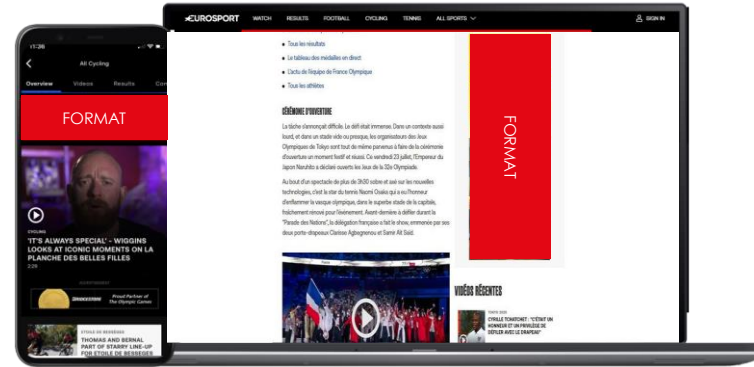 11:36
All Cycling
Overview Videos Results
FORMAT
CYCLING
'IT'S ALWAYS SPECIAL' - WIGGINS
LOOKS AT ICONIC MOMENTS ON LA
PLANCHE DES BELLES FILLES
2:29
ADVERTISEMENT
BRIDGESTONE
Proud Partner of
the Olympic Games
ETOILE DE BESSEGES
THOMAS AND BERNAL
PART OF STARRY LINE-UP
FOR ETOILE DE BESSEGES
EUROSPORT WATCH RESULTS FOOTBALL CYCLING TENNIS ALL SPORTS SIGN IN
Tous les résultats
Le tableau des médailles en direct
L'actu de l'équipe de France Olympique
Tous les athlètes
CÉRÉMONIE D'OUVERTURE
La tâche s'annonçait difficile. Le défi était immense. Dans un contexte aussi
lourd, et dans un stade vide ou presque, les organisateurs des Jeux
Olympiques de Tokyo sont tout de même parvenus à faire de la cérémonie
d'ouverture un moment festif et réussi. Ce vendredi 23 juillet, l'Empereur du
Japon Naruhito a déclaré ouverts les Jeux de la 32e Olympiade.
Au bout d'un spectacle de plus de 3h30 sobre et axé sur les nouvelles
technologies, c'est la star du tennis Naomi Osaka qui a eu l'honneur
d'enflammer la vasque olympique, dans le superbe stade de la capitale,
fraîchement rénové pour l'événement. Avant-dernière à défiler durant la
"Parade des Nations", la délégation française a fait le show, emmenée par ses
deux porte-drapeaux Clarisse Agbegnenou et Samir Aït Saïd.
FORMAT
VIDÉOS RÉCENTES
TOKYO 2020
CYRILLE TCHATCHET : "C'ÉTAIT UN
HONNEUR ET UN PRIVILÈGE DE
DÉFILER AVEC LE DRAPEAU"